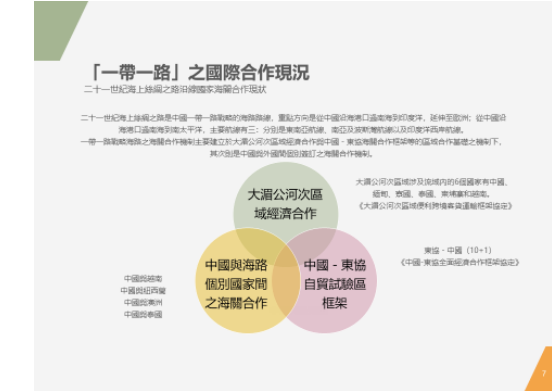 「一帶一路」之國際合作現況
二十一世紀海上絲綢之路沿線國家海關合作現狀
二十一世紀海上絲綢之路是中國一帶一路戰略的海路路線，重點方向是從中國沿海港口過南海到印度洋，延伸至歐洲；從中國沿
海港口過南海到南太平洋，主要航線有三：分別是東南亞航線、南亞及波斯灣航線以及印度洋西岸航線。
一帶一路戰略海路之海關合作機制主要建立於大湄公河次區域經濟合作與中國、東協海關合作框架等的區域合作基礎之機制下，
其次則是中國與外國間個別簽訂之海關合作機制。
大湄公河次區
域經濟合作
大湄公河次區域涉及流域內的6個國家有中國、
緬甸、寮國、泰國、柬埔寨和越南。
《大湄公河次區域便利跨境客貨運輸框架協定》
中國與海路
個別國家間
之海關合作
中國－東協
自貿試驗區
框架
東協－中國（10+1）
《中國-東協全面經濟合作框架協定》
中國與越南
中國與紐西蘭
中國與澳洲
中國與泰國
7